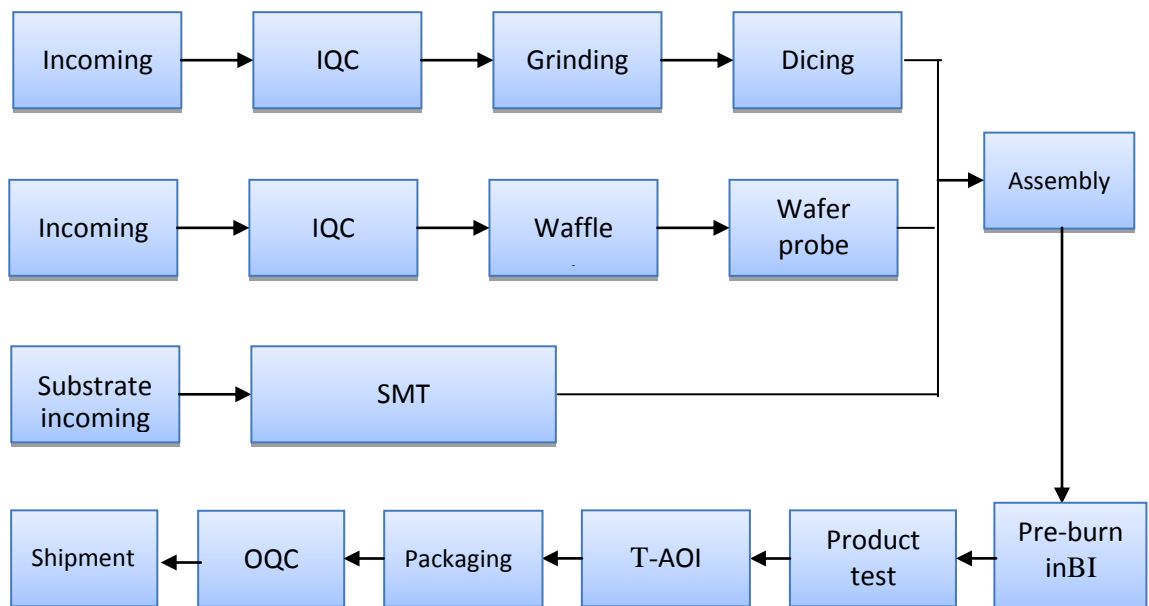 Incoming
IQC
Grinding
Dicing
Assembly
Incoming
IQC
Waffle
Wafer
probe
Substrate
incoming
SMT
Shipment
OQC
Packaging
T-AOI
Product
test
Pre-burn
inBI